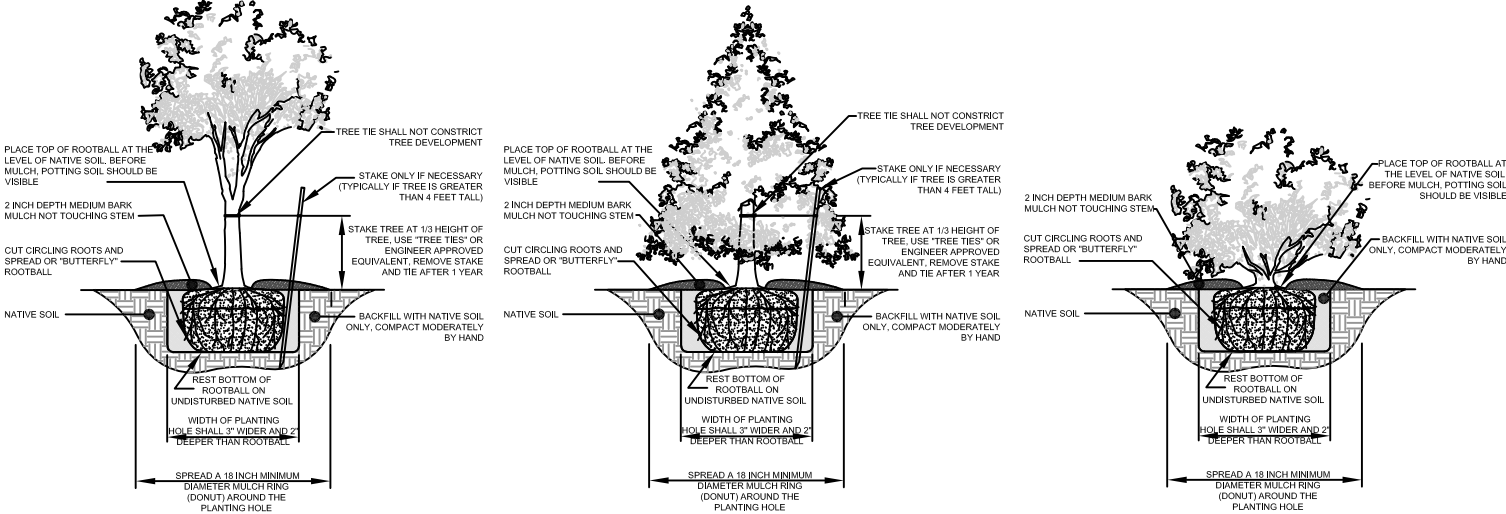 TREE TIE SHALL NOT CONSTRICT
TREE DEVELOPMENT
PLACE TOP OF ROOTBALL AT THE
LEVEL OF NATIVE SOIL. BEFORE
MULCH, POTTING SOIL SHOULD BE
VISIBLE
STAKE ONLY IF NECESSARY
(TYPICALLY IF TREE IS GREATER
THAN 4 FEET TALL)
2 INCH DEPTH MEDIUM BARK
MULCH NOT TOUCHING STEM
STAKE TREE AT 1/3 HEIGHT OF
TREE, USE "TREE TIES" OR
ENGINEER APPROVED
EQUIVALENT, REMOVE STAKE
AND TIE AFTER 1 YEAR
CUT CIRCLING ROOTS AND
SPREAD OR "BUTTERFLY"
ROOTBALL
NATIVE SOIL
BACKFILL WITH NATIVE SOIL
ONLY, COMPACT MODERATELY
BY HAND
REST BOTTOM OF
ROOTBALL ON
UNDISTURBED NATIVE SOIL
WIDTH OF PLANTING
HOLE SHALL 3" WIDER AND 2"
DEEPER THAN ROOTBALL
SPREAD A 18 INCH MINIMUM
DIAMETER MULCH RING
(DONUT) AROUND THE
PLANTING HOLE
TREE TIE SHALL NOT CONSTRICT
TREE DEVELOPMENT
PLACE TOP OF ROOTBALL AT THE
LEVEL OF NATIVE SOIL. BEFORE
MULCH, POTTING SOIL SHOULD BE
VISIBLE
STAKE ONLY IF NECESSARY
(TYPICALLY IF TREE IS GREATER
THAN 4 FEET TALL)
2 INCH DEPTH MEDIUM BARK
MULCH NOT TOUCHING STEM
STAKE TREE AT 1/3 HEIGHT OF
TREE, USE "TREE TIES" OR
ENGINEER APPROVED
EQUIVALENT, REMOVE STAKE
AND TIE AFTER 1 YEAR
CUT CIRCLING ROOTS AND
SPREAD OR "BUTTERFLY"
ROOTBALL
NATIVE SOIL
BACKFILL WITH NATIVE SOIL
ONLY, COMPACT MODERATELY
BY HAND
REST BOTTOM OF
ROOTBALL ON
UNDISTURBED NATIVE SOIL
WIDTH OF PLANTING
HOLE SHALL 3" WIDER AND 2"
DEEPER THAN ROOTBALL
SPREAD A 18 INCH MINIMUM
DIAMETER MULCH RING
(DONUT) AROUND THE
PLANTING HOLE
PLACE TOP OF ROOTBALL AT
THE LEVEL OF NATIVE SOIL.
BEFORE MULCH, POTTING SOIL
SHOULD BE VISIBLE
2 INCH DEPTH MEDIUM BARK
MULCH NOT TOUCHING STEM
CUT CIRCLING ROOTS AND
SPREAD OR "BUTTERFLY"
ROOTBALL
BACKFILL WITH NATIVE SOIL
ONLY, COMPACT MODERATELY
BY HAND
NATIVE SOIL
REST BOTTOM OF
ROOTBALL ON
UNDISTURBED NATIVE SOIL
WIDTH OF PLANTING
HOLE SHALL 3" WIDER AND 2"
DEEPER THAN ROOTBALL
SPREAD A 18 INCH MINIMUM
DIAMETER MULCH RING
(DONUT) AROUND THE
PLANTING HOLE